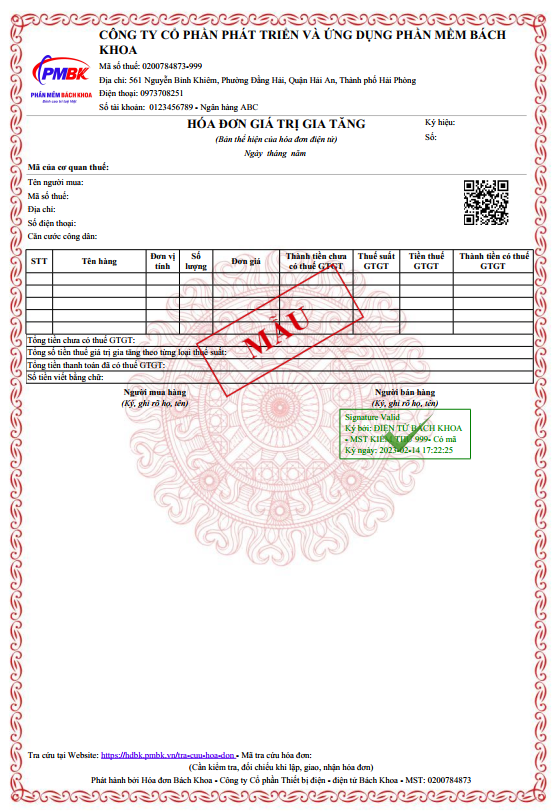 CÔNG TY CỔ PHẦN PHÁT TRIỂN VÀ ỨNG DỤNG PHẦN MỀM BÁCH
KHOA
PMBK
PHẦN MỀM BÁCH KHOA
Mã số thuế: 0200784873-999
Địa chỉ: 561 Nguyễn Bỉnh Khiêm, Phường Đằng Hải, Quận Hải An, Thành phố Hải Phòng
Điện thoại: 0973708251
Số tài khoản: 0123456789 - Ngân hàng ABC
HÓA ĐƠN GIÁ TRỊ GIA TĂNG
Ký hiệu:
(Bản thể hiện của hóa đơn điện tử)
Số:
Ngày tháng năm
Mã của cơ quan thuế:
Tên người mua:
Mã số thuế:
Địa chỉ:
Số điện thoại:
Căn cước công dân:
STT Tên hàng Đơn vị tính Số lượng Đơn giá Thành tiền chưa có thuế GTGT Thuế suất GTGT Tiền thuế GTGT Thành tiền có thuế GTGT
MẪU
Tổng tiền chưa có thuế GTGT:
Tổng số tiền thuế giá trị gia tăng theo từng loại thuế suất:
Tổng tiền thanh toán đã có thuế GTGT:
Số tiền viết bằng chữ:
Người mua hàng Người bán hàng
(Ký, ghi rõ họ, tên) (Ký, ghi rõ họ, tên)
Signature Valid
Ký bởi: ĐIỆN TỬ BÁCH KHOA
- MST KIỂM THỬ 999- Có mã
Ký ngày: 2023-02-14 17:22:25
Tra cứu tại Website: https://hdbk.pmbk.vn/tra-cuu-hoa-don - Mã tra cứu hóa đơn:
(Cần kiểm tra, đối chiếu khi lập, giao, nhận hóa đơn)
Phát hành bởi Hóa đơn Bách Khoa - Công ty Cổ phần Thiết bị điện - điện tử Bách Khoa - MST: 0200784873